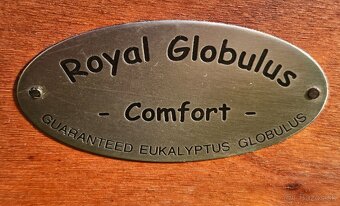 Royal Globulus
- Comfort -
GUARANTEED EUKALYPTUS GLOBULUS